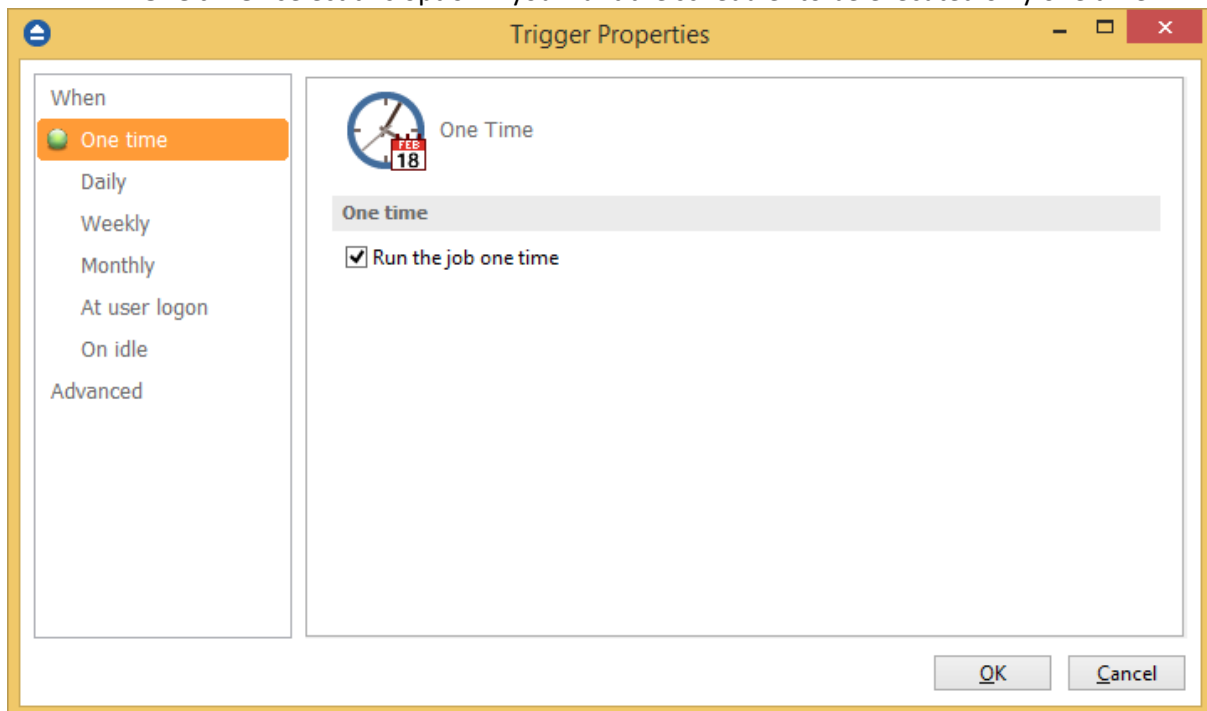 Trigger Properties
When
One time
Daily
Weekly
Monthly
At user logon
On idle
Advanced
One Time
FEB
18
One time
Run the job one time
OK
Cancel